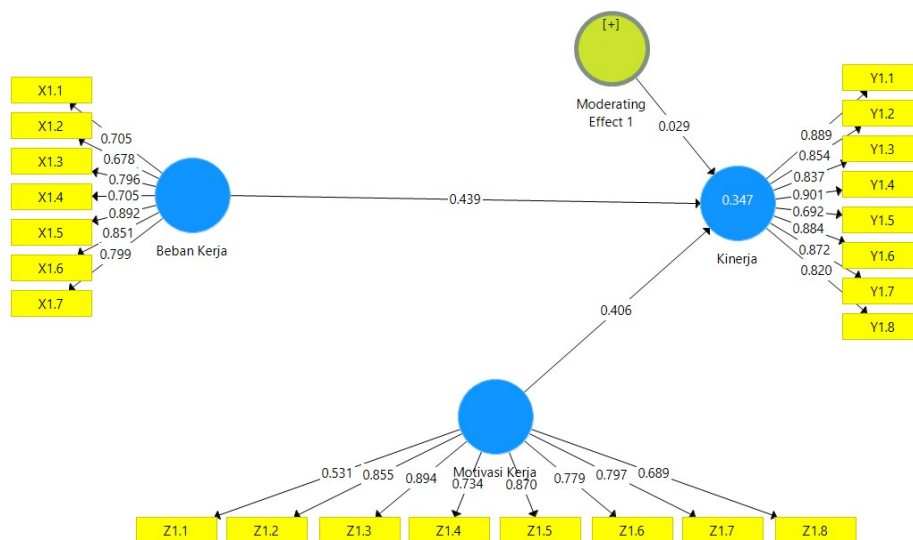 [+]
Moderating
Effect 1
0.029
X1.1
X1.2
X1.3
X1.4
X1.5
X1.6
X1.7
0.705
0.678
0.796
0.705
0.892
0.851
0.799
Beban Kerja
0.439
0.347
Kinerja
0.889
0.854
0.837
0.901
0.692
0.884
0.872
0.820
Y1.1
Y1.2
Y1.3
Y1.4
Y1.5
Y1.6
Y1.7
Y1.8
0.406
Motivasi Kerja
0.531
0.855
0.894
0.734
0.870
0.779
0.797
0.689
Z1.1
Z1.2
Z1.3
Z1.4
Z1.5
Z1.6
Z1.7
Z1.8